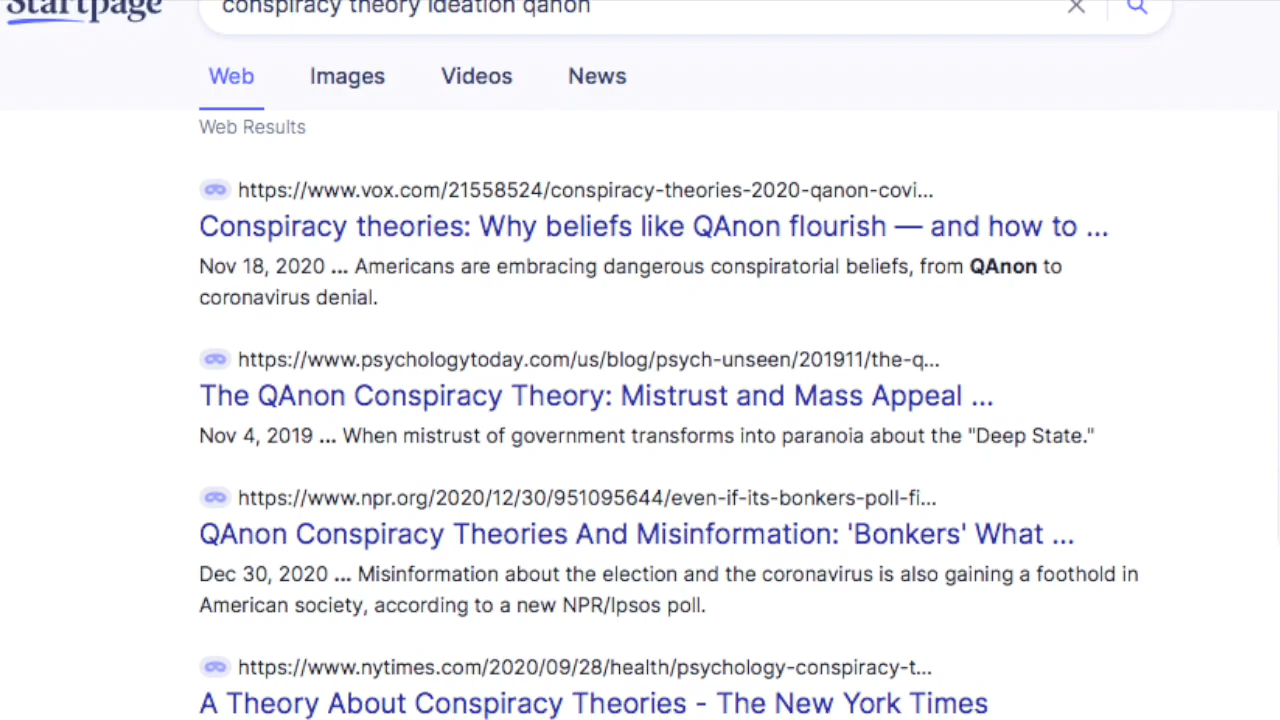 Startpage
conspiracy theory ideation qanon
Web Images Videos News
Web Results
https://www.vox.com/21558524/conspiracy-theories-2020-qanon-covi...
Conspiracy theories: Why beliefs like QAnon flourish — and how to ...
Nov 18, 2020 ... Americans are embracing dangerous conspiratorial beliefs, from QAnon to
coronavirus denial.
https://www.psychologytoday.com/us/blog/psych-unseen/201911/the-q...
The QAnon Conspiracy Theory: Mistrust and Mass Appeal ...
Nov 4, 2019 ... When mistrust of government transforms into paranoia about the "Deep State."
https://www.npr.org/2020/12/30/951095644/even-if-its-bonkers-poll-fi...
QAnon Conspiracy Theories And Misinformation: 'Bonkers' What ...
Dec 30, 2020 ... Misinformation about the election and the coronavirus is also gaining a foothold in
American society, according to a new NPR/Ipsos poll.
https://www.nytimes.com/2020/09/28/health/psychology-conspiracy-t...
A Theory About Conspiracy Theories - The New York Times